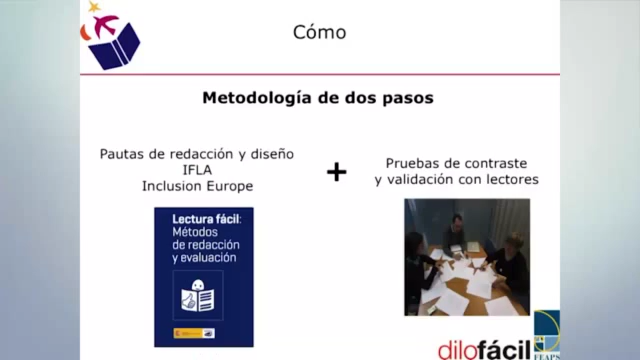 Cómo
Metodología de dos pasos
Pautas de redacción y diseño
IFLA
Inclusion Europe
+
Pruebas de contraste
y validación con lectores
Lectura fácil:
Métodos
de redacción
y evaluación
dilofácil
FEAPS